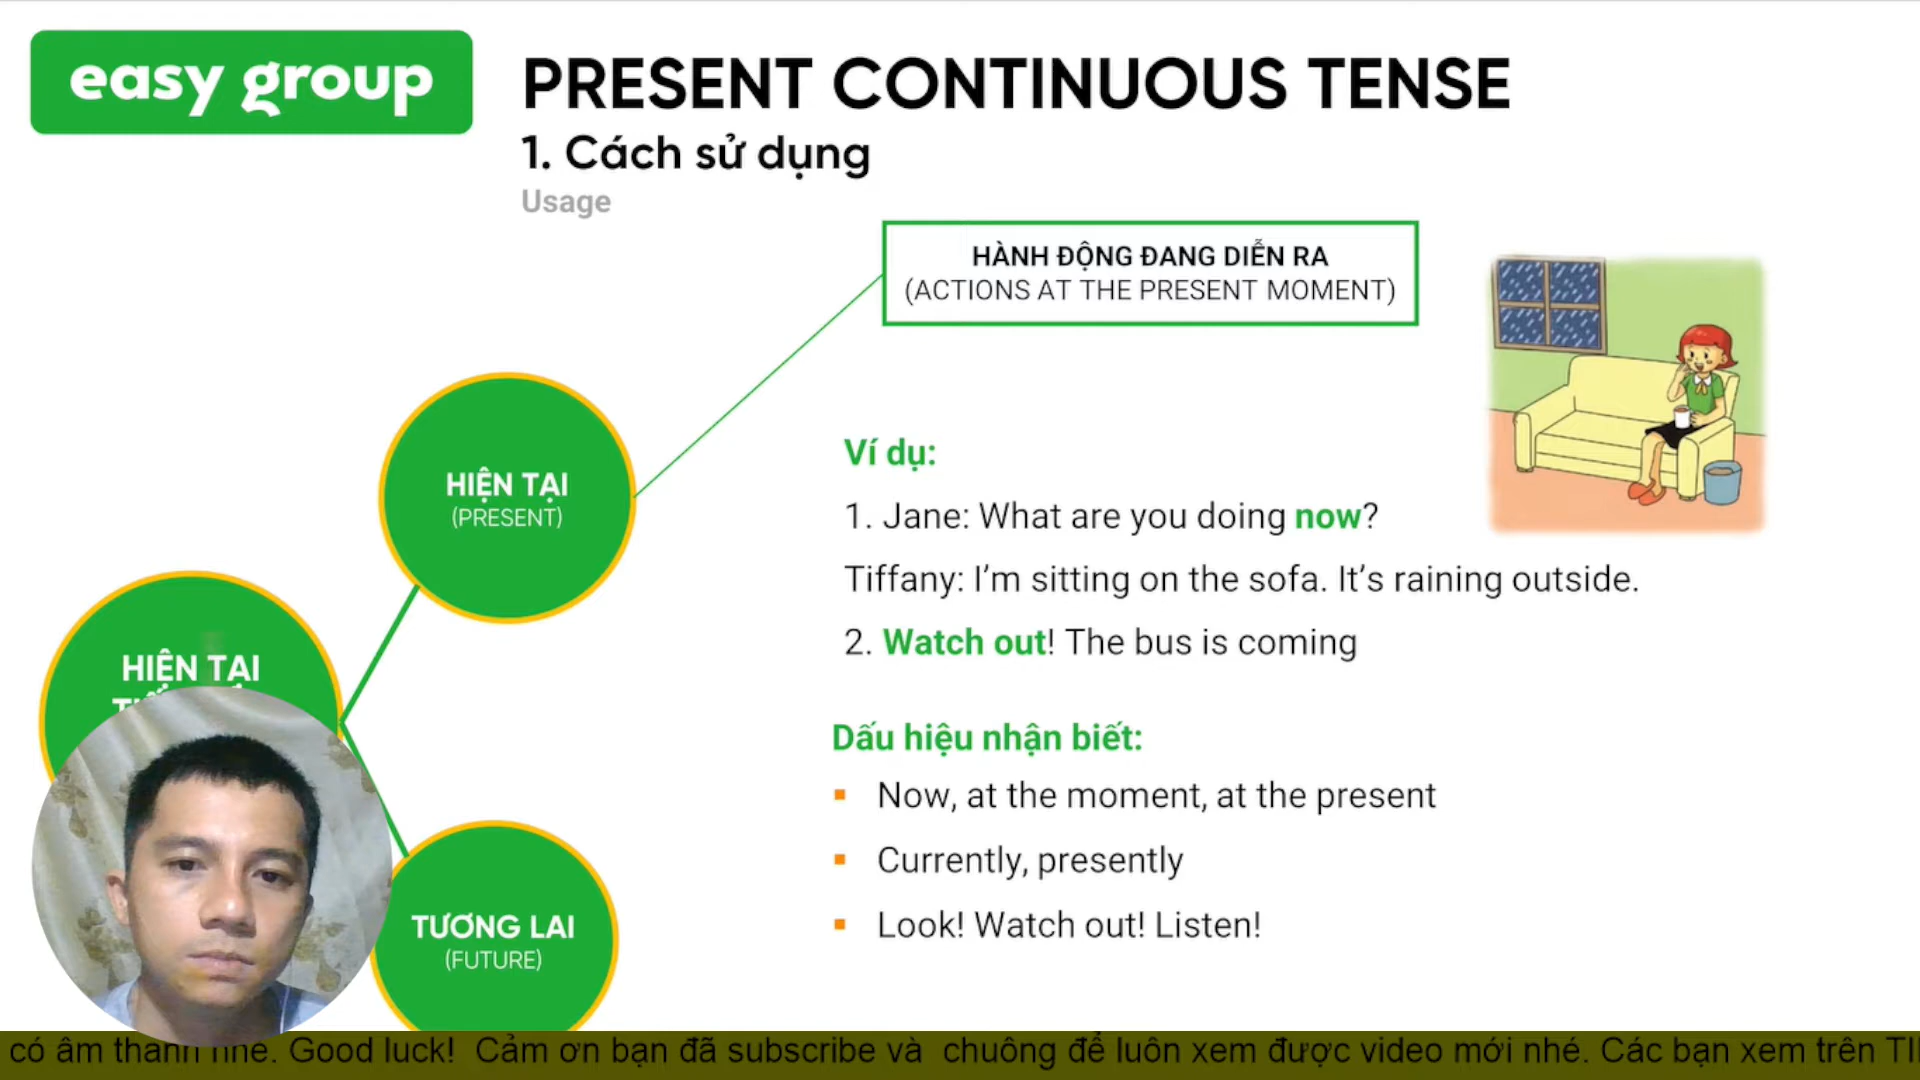 easy group
PRESENT CONTINUOUS TENSE
1. Cách sử dụng
Usage
HÀNH ĐỘNG ĐANG DIỄN RA
(ACTIONS AT THE PRESENT MOMENT)
HIỆN TẠI
(PRESENT)
Ví dụ:
1. Jane: What are you doing now?
Tiffany: I’m sitting on the sofa. It’s raining outside.
2. Watch out! The bus is coming
HIỆN TẠI
Dấu hiệu nhận biết:
▪ Now, at the moment, at the present
▪ Currently, presently
▪ Look! Watch out! Listen!
TƯƠNG LAI
(FUTURE)
có âm thanh nhé. Good luck!  Cảm ơn bạn đã subscribe và  chuông để luôn xem được video mới nhé. Các bạn xem trên